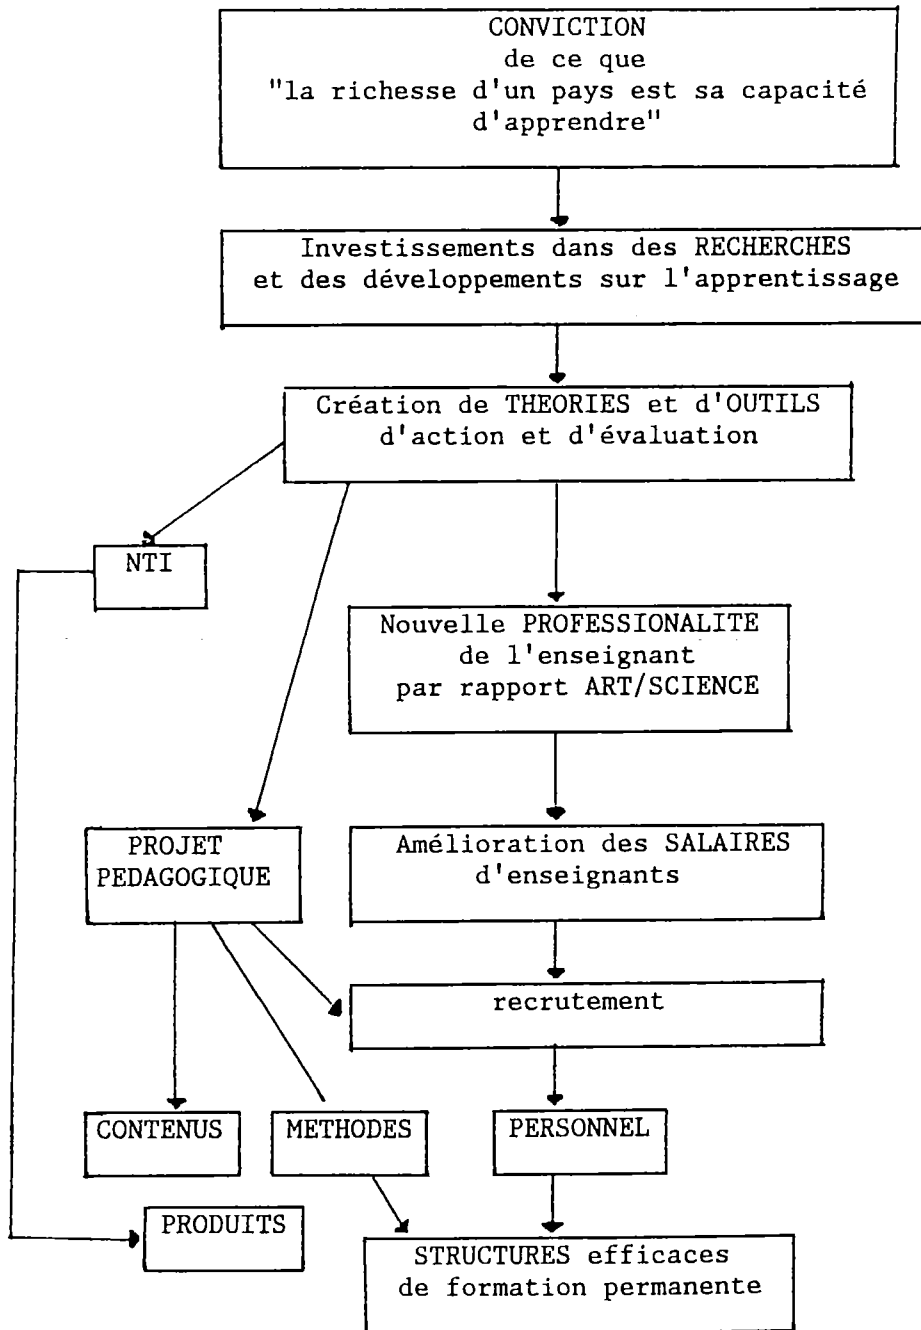 CONVICTION
de ce que
"la richesse d'un pays est sa capacité
d'apprendre"
Investissements dans des RECHERCHES
et des développements sur l'apprentissage
Création de THEORIES et d'OUTILS
d'action et d'évaluation
NTI
Nouvelle PROFESSIONALITE
de l'enseignant
par rapport ART/SCIENCE
PROJET
PEDAGOGIQUE
Amélioration des SALAIRES
d'enseignants
recrutement
CONTENUS
METHODES
PERSONNEL
PRODUITS
STRUCTURES efficaces
de formation permanente